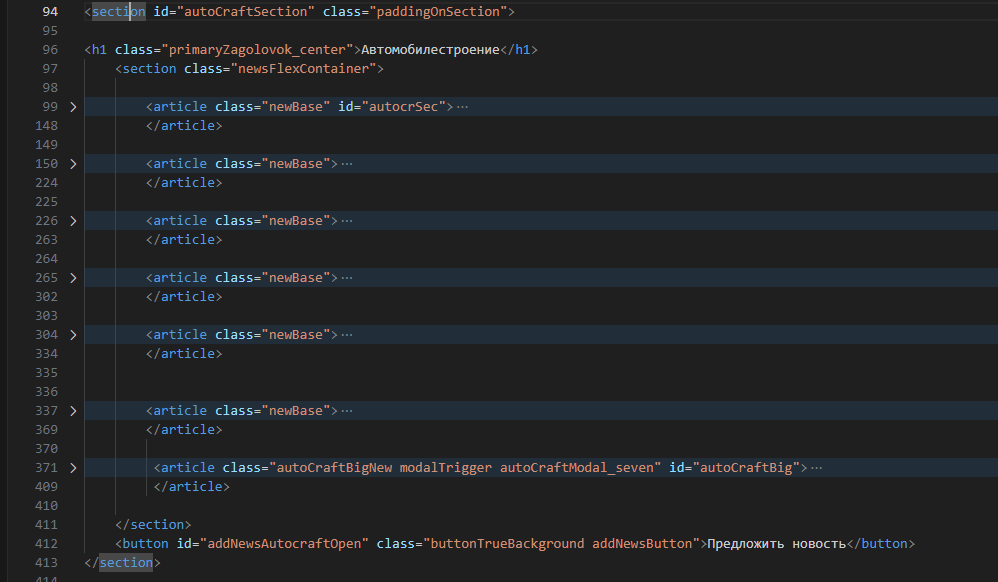 94 <section id="autoCraftSection" class="paddingOnSection">
95
96 <h1 class="primaryZagolovok_center">Автомобилестроение</h1>
97 <section class="newsFlexContainer">
98
99 <article class="newBase" id="autocrSec">···
148 </article>
149
150 <article class="newBase">···
224 </article>
225
226 <article class="newBase">···
263 </article>
264
265 <article class="newBase">···
302 </article>
303
304 <article class="newBase">···
334 </article>
335
336
337 <article class="newBase">···
369 </article>
370
371 <article class="autoCraftBigNew modalTrigger autoCraftModal_seven" id="autoCraftBig">···
409 </article>
410
411 </section>
412 <button id="addNewsAutocraftOpen" class="buttonTrueBackground addNewsButton">Предложить новость</button>
413 </section>
414